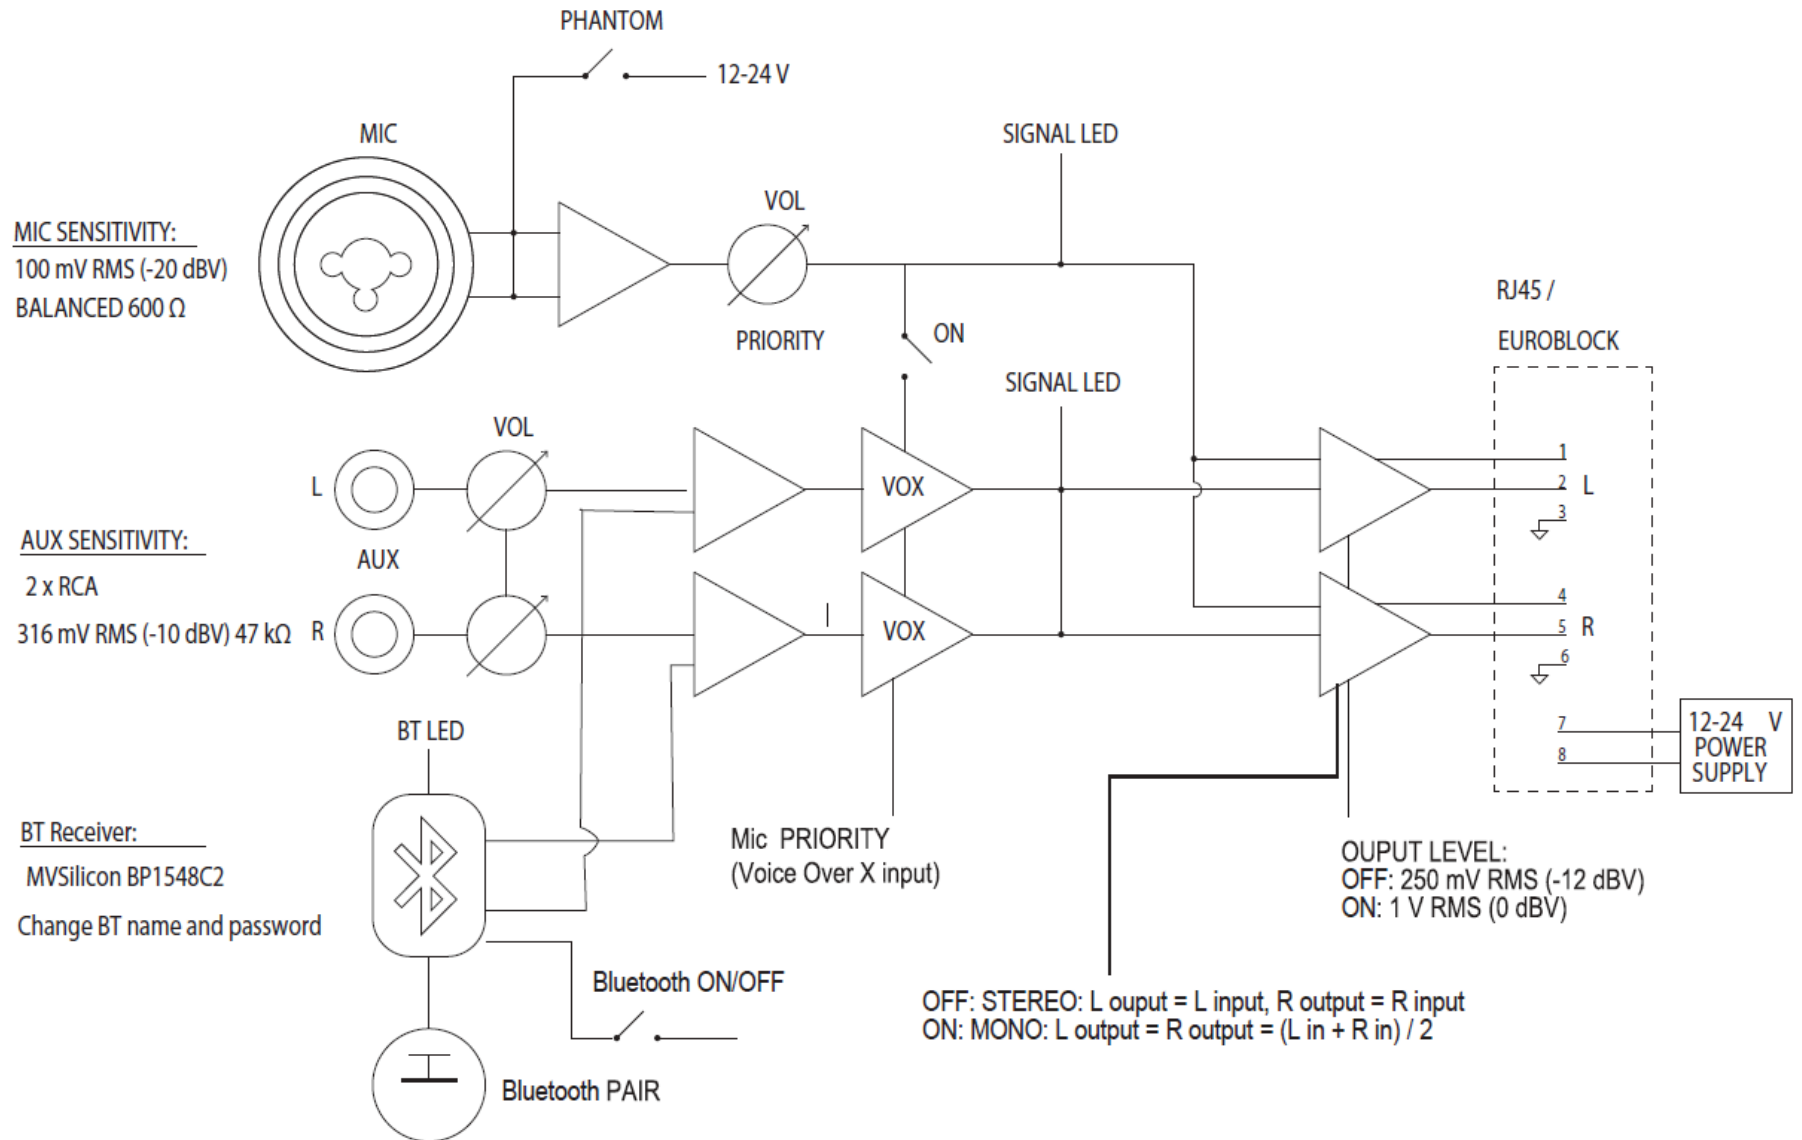 PHANTOM
12-24 V
MIC
SIGNAL LED
VOL
MIC SENSITIVITY:
100 mV RMS (-20 dBV)
BALANCED 600 Ω
PRIORITY
ON
RJ45 /
EUROBLOCK
SIGNAL LED
VOL
L
VOX
1
2
L
3
AUX SENSITIVITY:
AUX
2 x RCA
316 mV RMS (-10 dBV) 47 kΩ
R
VOX
4
5
R
6
BT LED
7
8
12-24 V
POWER
SUPPLY
BT Receiver:
MVSilicon BP1548C2
Change BT name and password
Mic PRIORITY
(Voice Over X input)
OUPUT LEVEL:
OFF: 250 mV RMS (-12 dBV)
ON: 1 V RMS (0 dBV)
Bluetooth ON/OFF
OFF: STEREO: L ouput = L input, R output = R input
ON: MONO: L output = R output = (L in + R in) / 2
Bluetooth PAIR